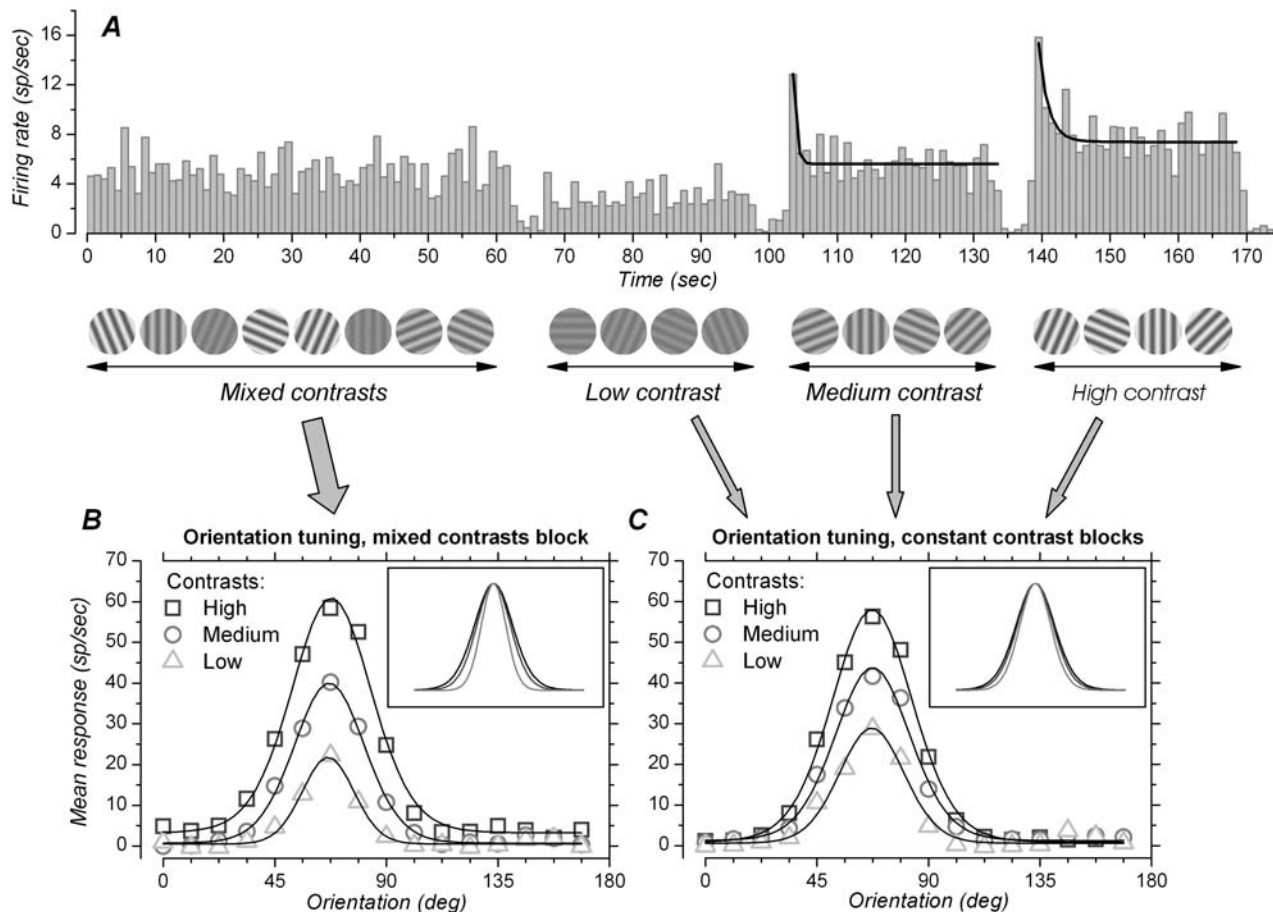 A
Firing rate (sp/sec)
16
12
8
4
0
0 10 20 30 40 50 60 70 80 90 100 110 120 130 140 150 160 170
Time (sec)
Mixed contrasts
Low contrast
Medium contrast
High contrast
B
Orientation tuning, mixed contrasts block
Mean response (sp/sec)
70
60
50
40
30
20
10
0
Contrasts:
High
Medium
Low
0 45 90 135 180
Orientation (deg)
C
Orientation tuning, constant contrast blocks
70
60
50
40
30
20
10
0
Contrasts:
High
Medium
Low
0 45 90 135 180
Orientation (deg)